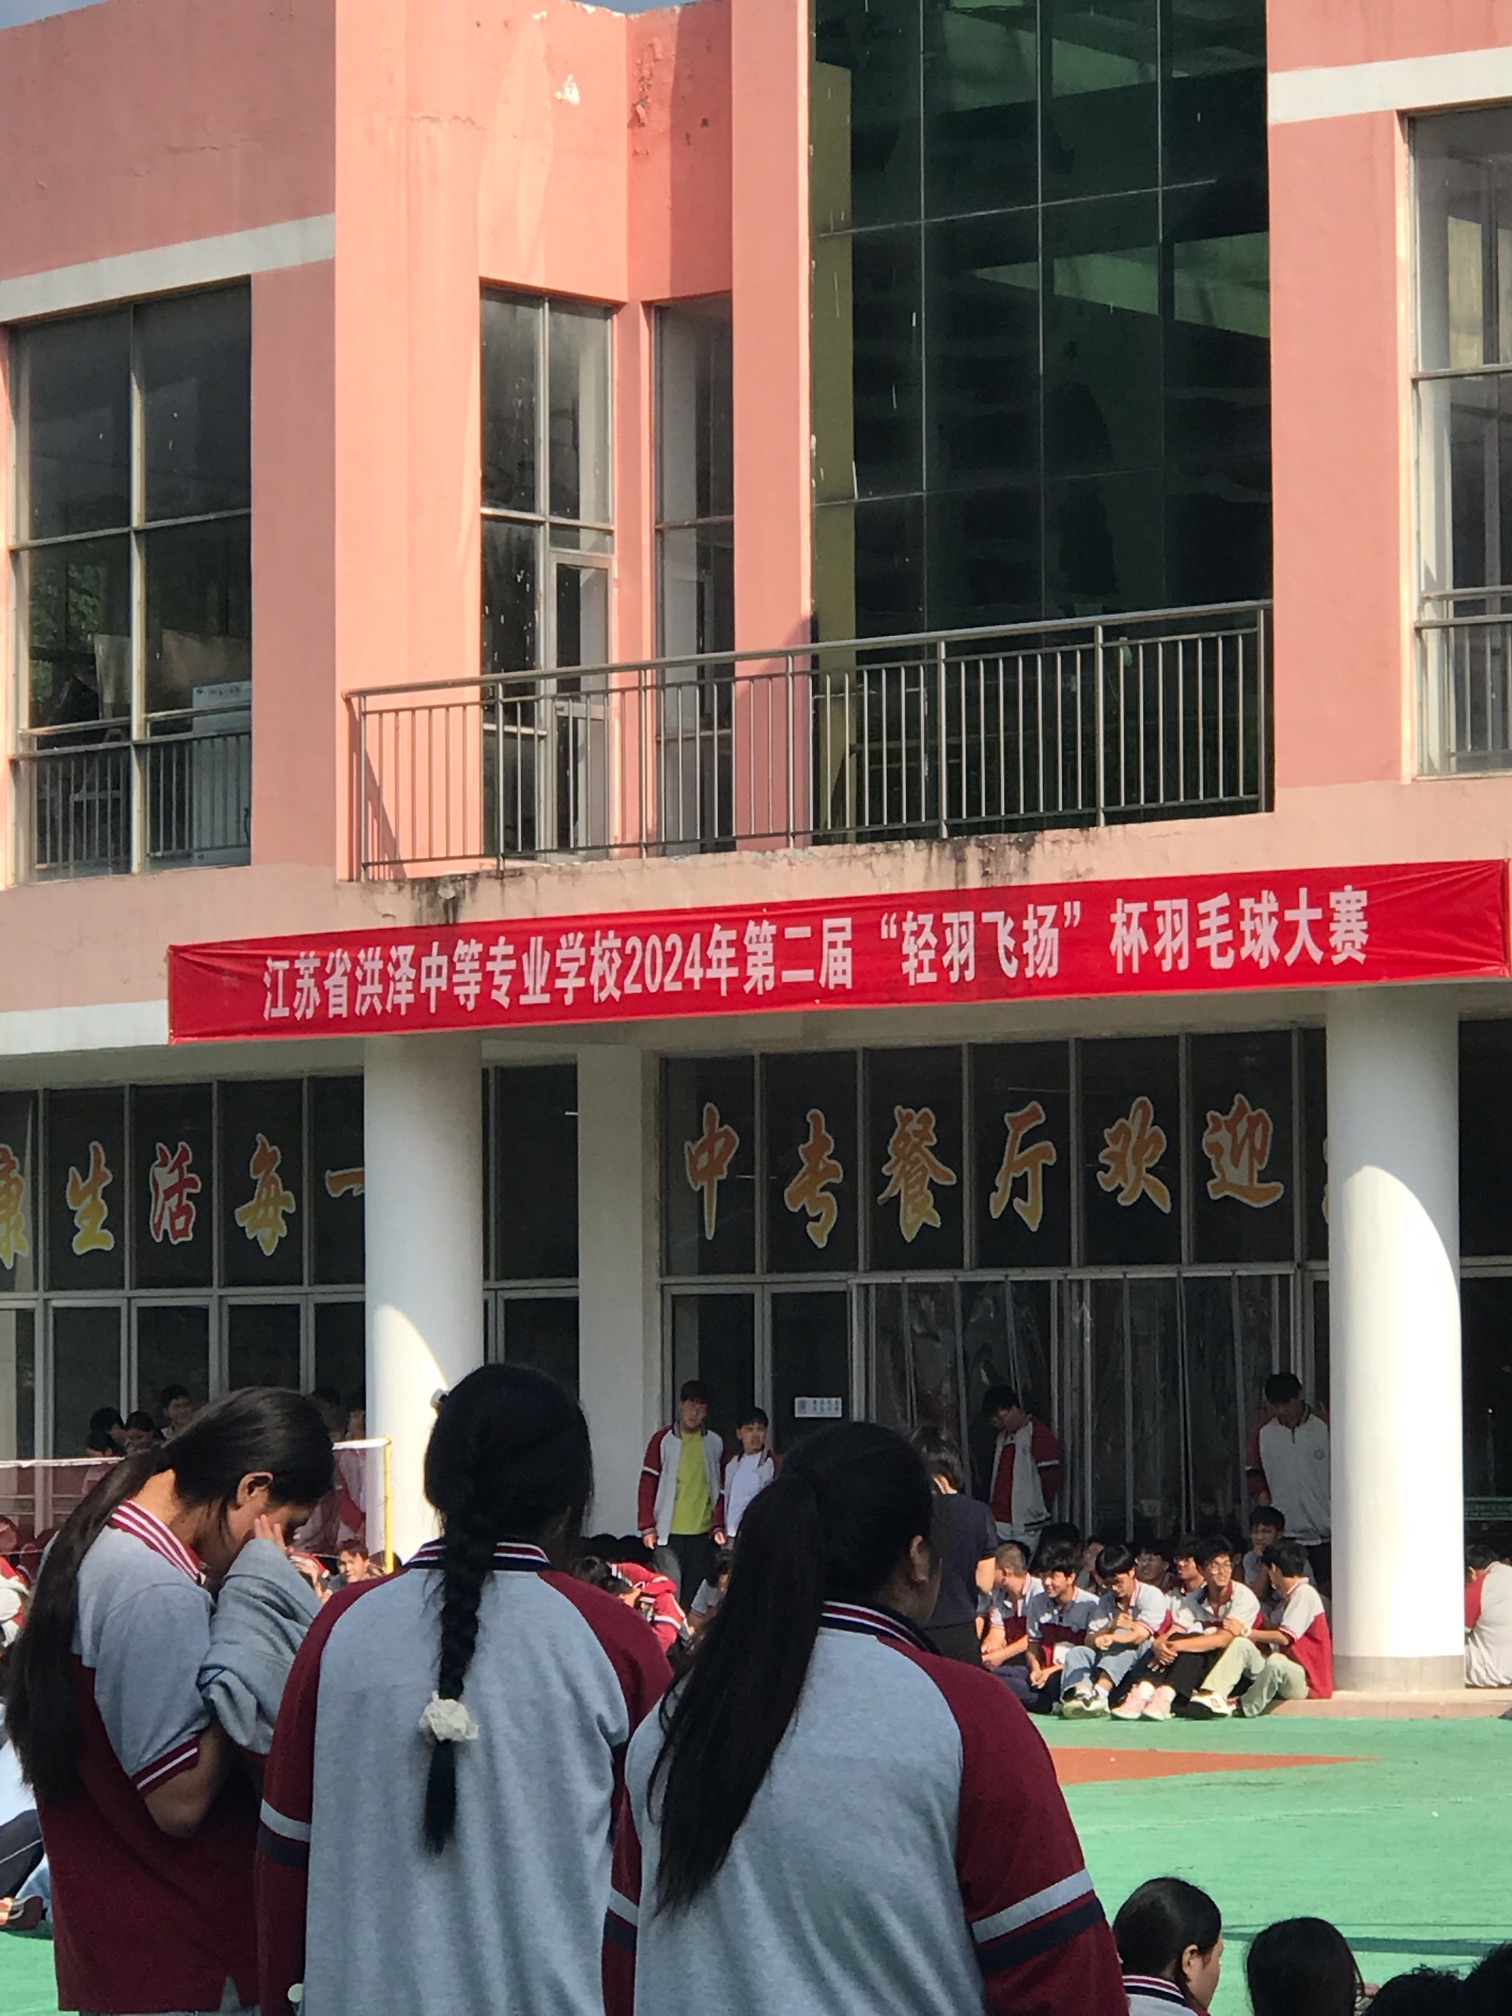 江苏省洪泽中等专业学校2024年第二届“轻羽飞扬”杯羽毛球大赛
康生活每一
中专餐厅欢迎